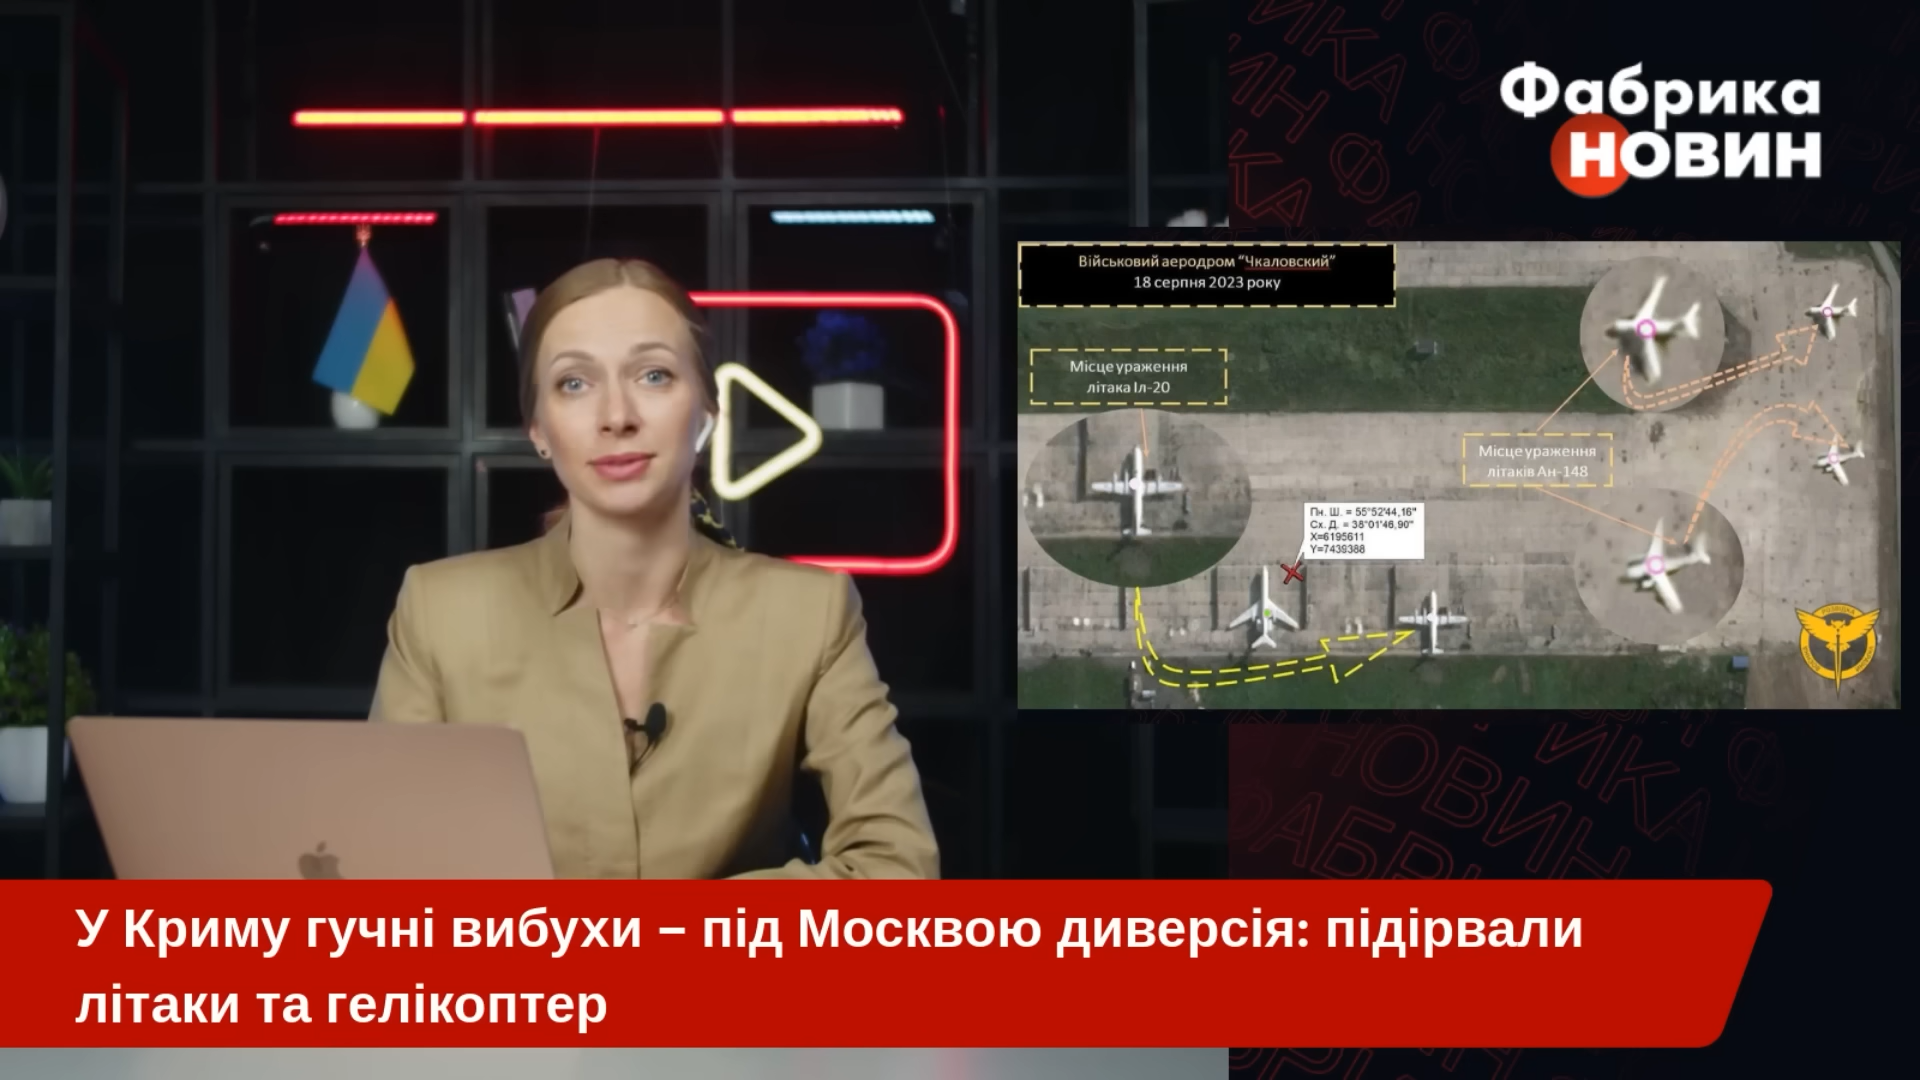 Фабрика
НОВИН
Військовий аеродром “Чкаловский”
18 серпня 2023 року
Місце ураження
літака Іл-20
Місце ураження
літаків Ан-148
Пн. Ш. = 55°52'44,16"
Сх. Д. = 38°01'46,90"
X=6195611
Y=7439388
У Криму гучні вибухи – під Москвою диверсія: підірвали
літаки та гелікоптер